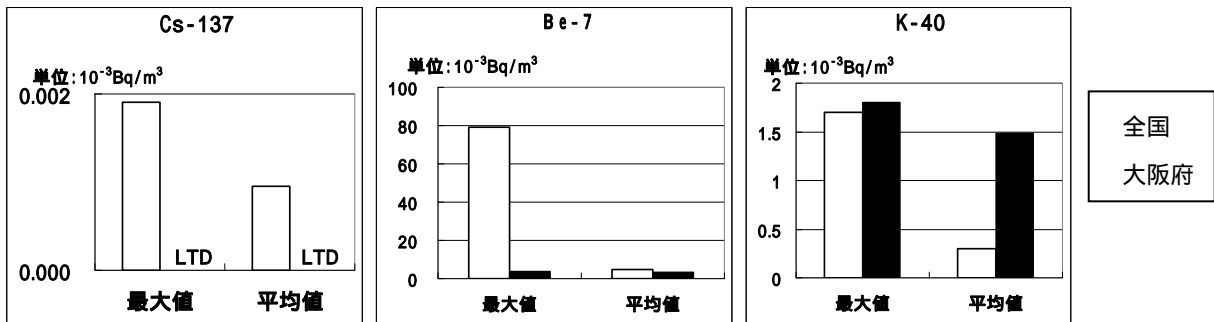 Cs-137
単位:10⁻³Bq/m³
0.002
0.000
LTD
LTD
最大値
平均値
Be-7
単位:10⁻³Bq/m³
100
80
60
40
20
0
最大値
平均値
K-40
単位:10⁻³Bq/m³
2
1.5
1
0.5
0
最大値
平均値
全国
大阪府